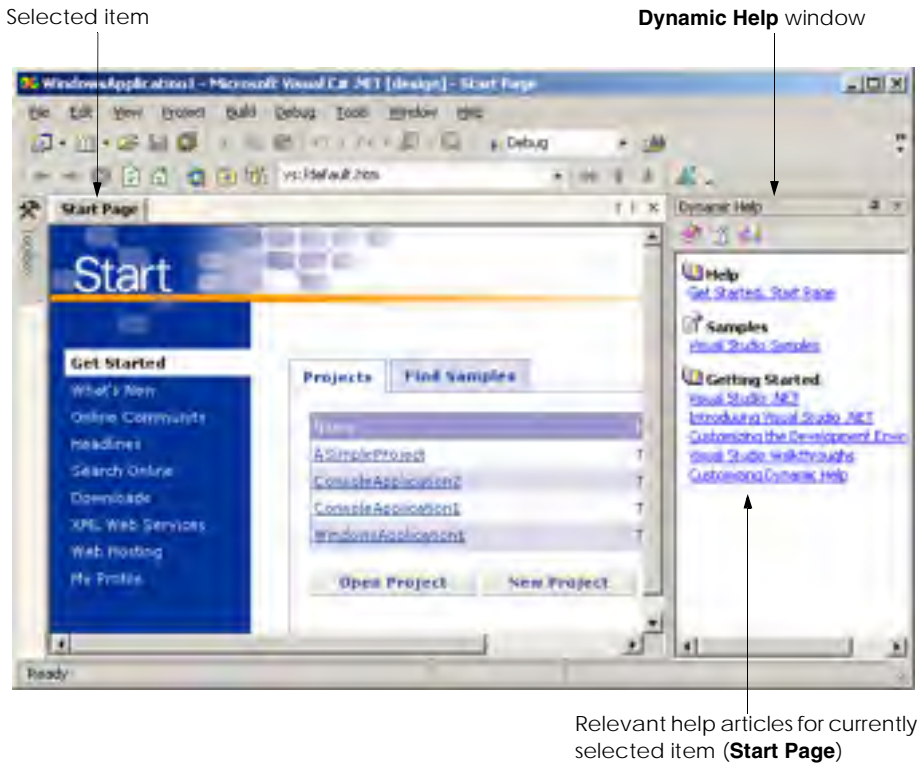 Selected item
Dynamic Help window
WindowsApplication1 - Microsoft Visual C# .NET [design] - Start Page
File Edit View Project Build Debug Tools Window Help
Debug
vs:/default.htm
Start Page
Dynamic Help
Toolbox
Start
Help
Get Started, Start Page
Samples
Visual Studio Samples
Getting Started
Visual Studio .NET
Introducing Visual Studio .NET
Customizing the Development Envir
Visual Studio Walkthroughs
Customizing Dynamic Help
Get Started
What's New
Online Community
Headlines
Search Online
Downloads
XML Web Services
Web Hosting
My Profile
Projects
Find Samples
Name
ASimpleProject
ConsoleApplication2
ConsoleApplication1
WindowsApplication1
Open Project
New Project
Ready
Relevant help articles for currently
selected item (Start Page)